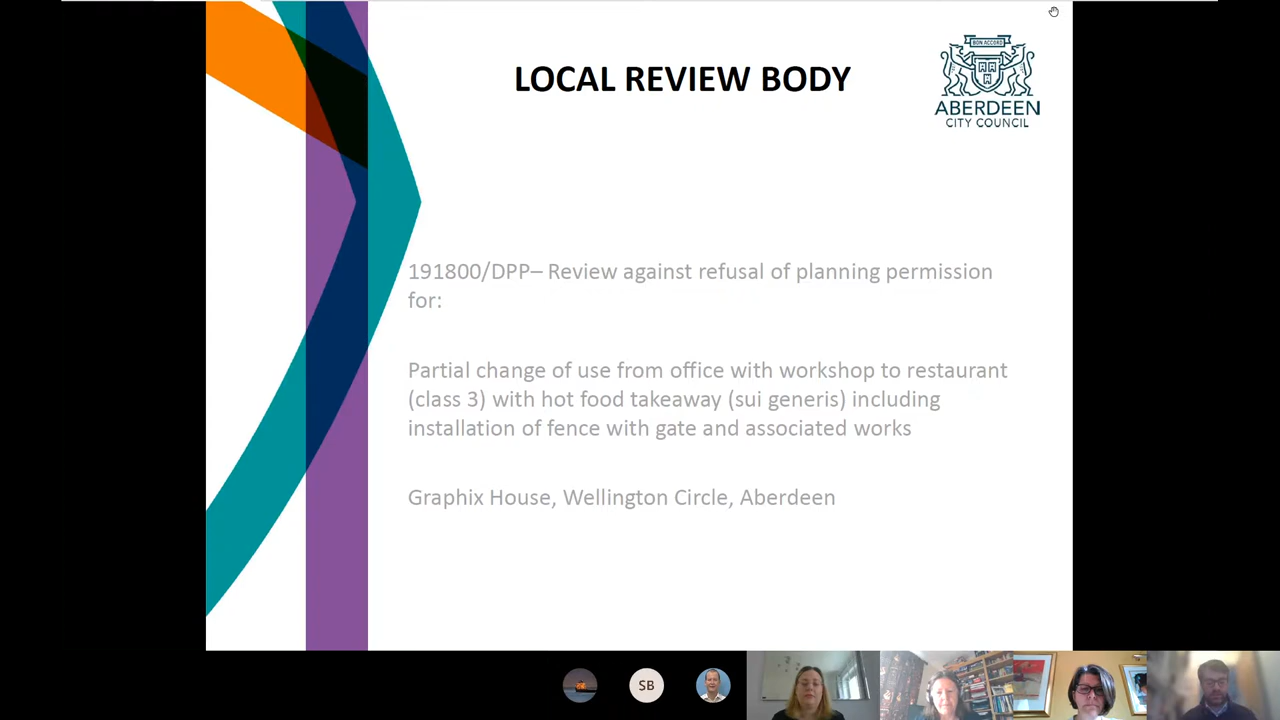 LOCAL REVIEW BODY
BON ACCORD
ABERDEEN
CITY COUNCIL
191800/DPP– Review against refusal of planning permission
for:
Partial change of use from office with workshop to restaurant
(class 3) with hot food takeaway (sui generis) including
installation of fence with gate and associated works
Graphix House, Wellington Circle, Aberdeen
SB